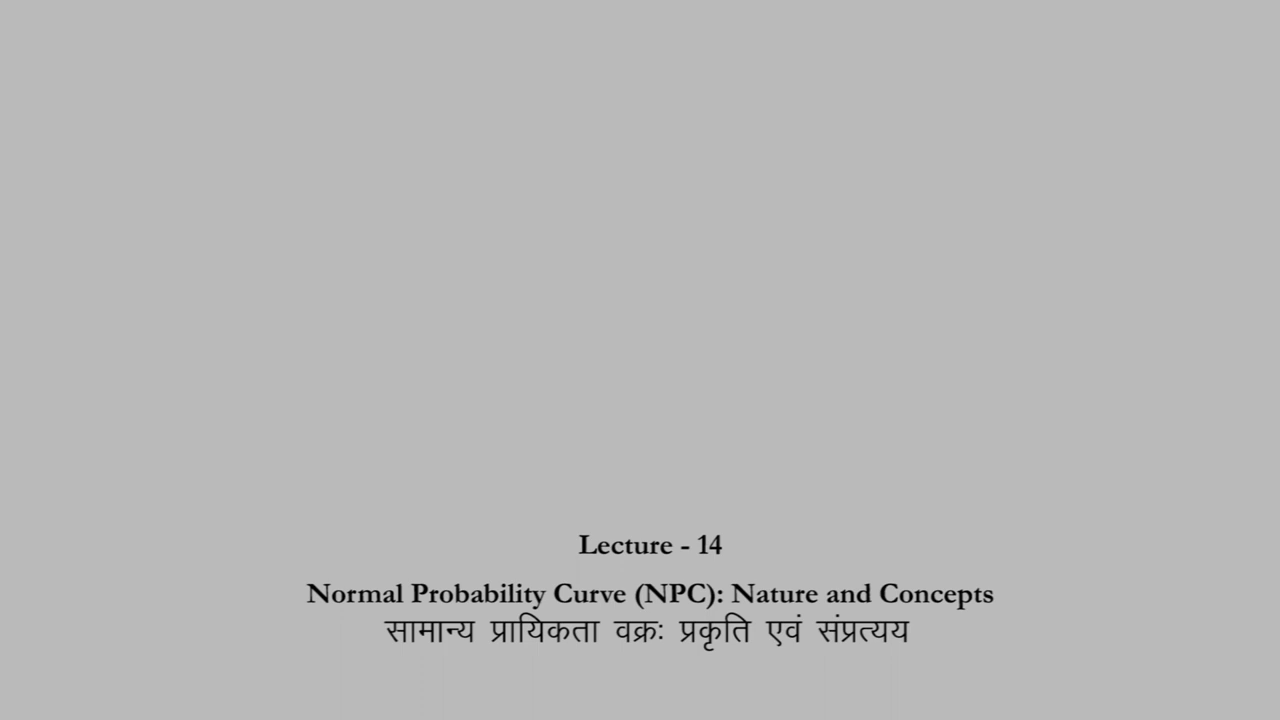 Lecture - 14
Normal Probability Curve (NPC): Nature and Concepts
सामान्य प्रायिकता वक्रः प्रकृति एवं संप्रत्यय